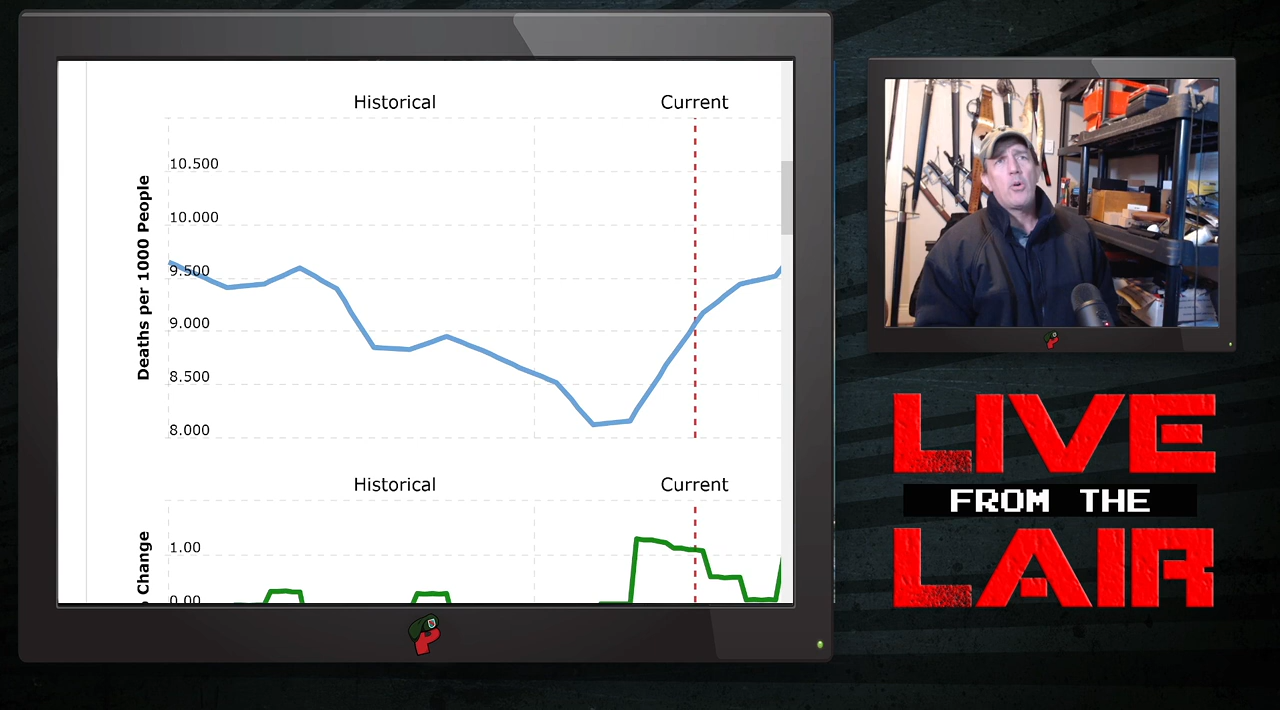 Historical
Current
10.500
10.000
9.500
9.000
8.500
8.000
Deaths per 1000 People
Historical
Current
1.00
0.00
Change
LIVE
FROM THE
LAIR